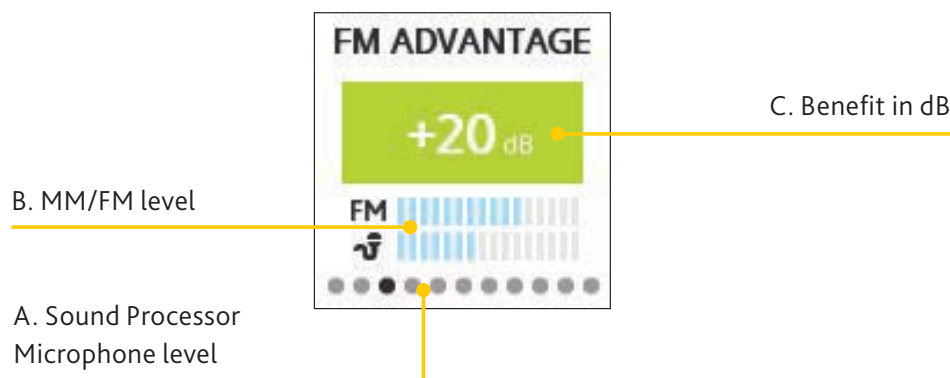 FM ADVANTAGE
+20 dB
C. Benefit in dB
B. MM/FM level
FM
A. Sound Processor
Microphone level